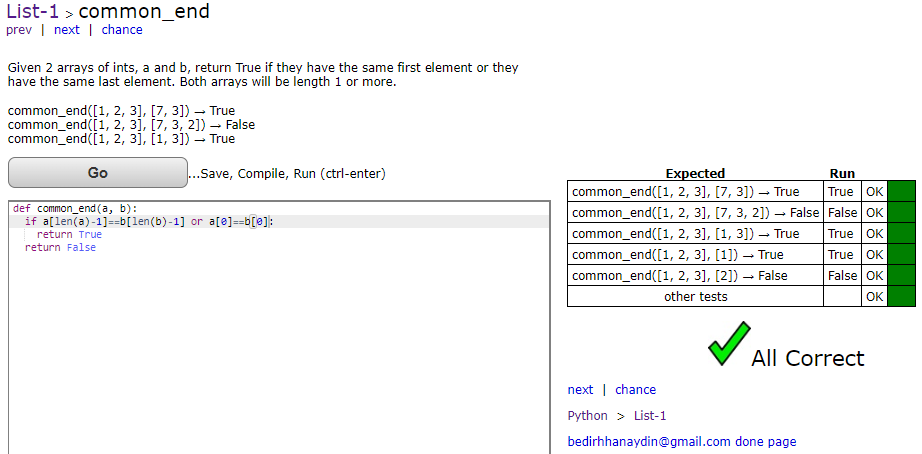 List-1 > common_end
prev | next | chance
Given 2 arrays of ints, a and b, return True if they have the same first element or they
have the same last element. Both arrays will be length 1 or more.
common_end([1, 2, 3], [7, 3]) → True
common_end([1, 2, 3], [7, 3, 2]) → False
common_end([1, 2, 3], [1, 3]) → True
Go
...Save, Compile, Run (ctrl-enter)
def common_end(a, b):
if a[len(a)-1]==b[len(b)-1] or a[0]==b[0]:
return True
return False
Expected Run
common_end([1, 2, 3], [7, 3]) → True True OK
common_end([1, 2, 3], [7, 3, 2]) → False False OK
common_end([1, 2, 3], [1, 3]) → True True OK
common_end([1, 2, 3], [1]) → True True OK
common_end([1, 2, 3], [2]) → False False OK
other tests OK
All Correct
next | chance
Python > List-1
bedirhhanaydin@gmail.com done page